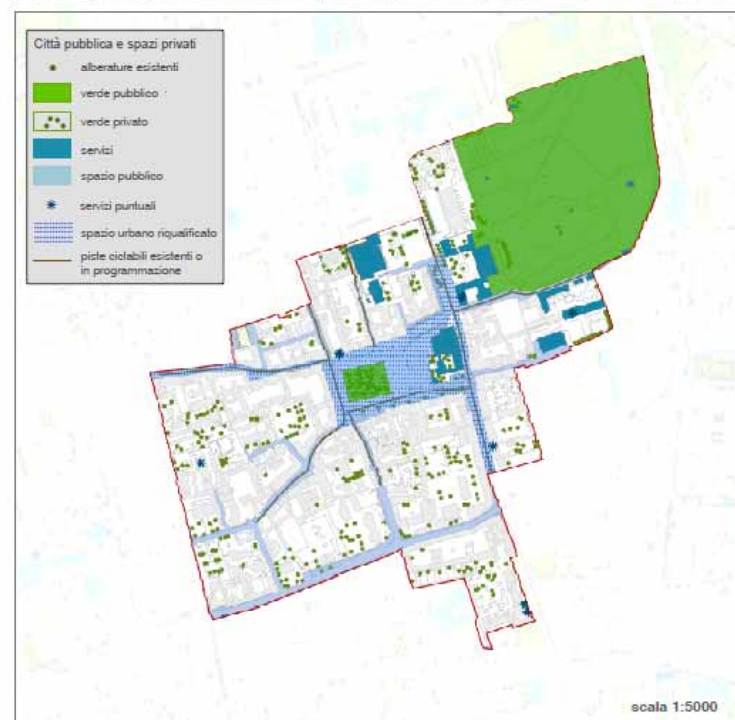 Città pubblica e spazi privati
alberature esistenti
verde pubblico
verde privato
servizi
spazio pubblico
servizi puntuali
spazio urbano riqualificato
piste ciclabili esistenti o
in programmazione
scala 1:5000